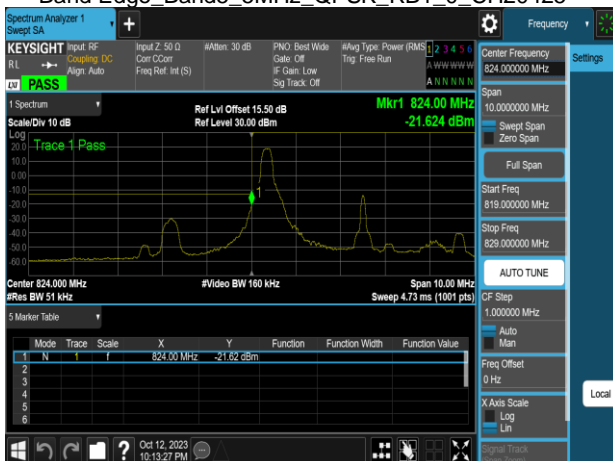 Band Edge_Band5_5MHz_QPSK_RB1_0_CH20425
Spectrum Analyzer 1
Swept SA
Frequency
KEYSIGHT
RL
Input: RF
Coupling: DC
Align: Auto
Input Z: 50 Ω
Corr CCorr
Freq Ref: Int (S)
#Atten: 30 dB
PNO: Best Wide
Gate: Off
IF Gain: Low
Sig Track: Off
#Avg Type: Power (RMS
Trig: Free Run
1 2 3 4 5 6
A W W W W W
A N N N N N
LXI
PASS
1 Spectrum
Scale/Div 10 dB
Ref Lvl Offset 15.50 dB
Ref Level 30.00 dBm
Mkr1 824.00 MHz
-21.624 dBm
Log
Trace 1 Pass
20.0
10.0
0.00
-10.0
-20.0
-30.0
-40.0
-50.0
-60.0
1
Center 824.000 MHz
#Video BW 160 kHz
Span 10.00 MHz
#Res BW 51 kHz
Sweep 4.73 ms (1001 pts)
5 Marker Table
Mode Trace Scale X Y Function Function Width Function Value
1 N 1 f 824.00 MHz -21.62 dBm
2
3
4
5
6
Oct 12, 2023
10:13:27 PM
Center Frequency
824.000000 MHz
Settings
Span
10.0000000 MHz
Swept Span
Zero Span
Full Span
Start Freq
819.000000 MHz
Stop Freq
829.000000 MHz
AUTO TUNE
CF Step
1.000000 MHz
Auto
Man
Freq Offset
0 Hz
X Axis Scale
Log
Lin
Local
Signal Track